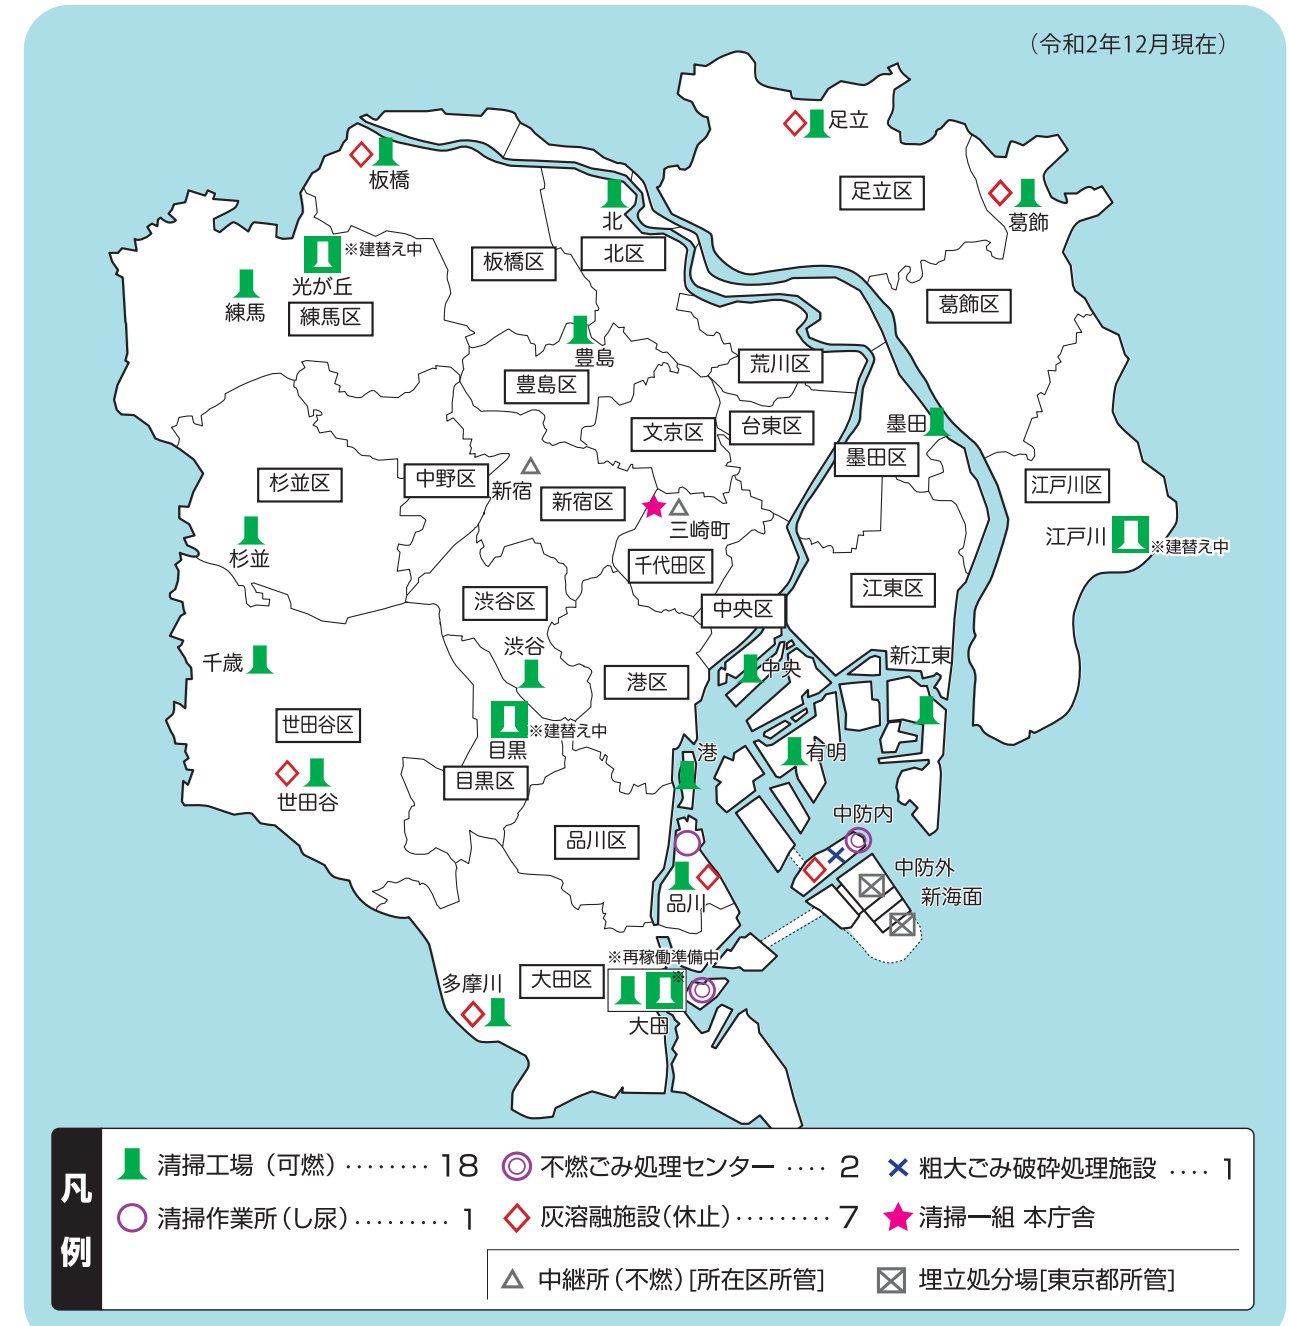 （令和2年12月現在）
足立
足立区
板橋
葛飾
北
北区
板橋区
※建替え中
光が丘
練馬
練馬区
葛飾区
豊島
豊島区
荒川区
台東区
文京区
墨田
墨田区
杉並区
中野区
新宿
新宿区
江戸川区
三崎町
江戸川
※建替え中
杉並
千代田区
江東区
渋谷区
中央区
渋谷
千歳
港区
中央
新江東
世田谷区
目黒
※建替え中
港
有明
目黒区
世田谷
品川区
中防内
中防外
新海面
品川
※再稼働準備中
※
大田区
多摩川
大田
凡例
清掃工場（可燃）········18
不燃ごみ処理センター ····2
粗大ごみ破砕処理施設 ····1
清掃作業所（し尿）·········1
灰溶融施設（休止）·········7
清掃一組 本庁舎
中継所（不燃）[所在区所管]
埋立処分場[東京都所管]